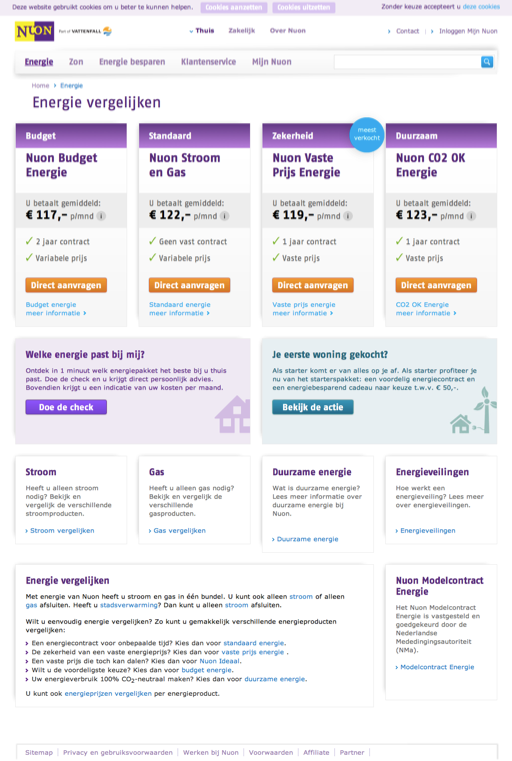 Deze website gebruikt cookies om u beter te kunnen helpen. Cookies aanzetten Cookies uitzetten Zonder keuze accepteert u deze cookies
NUON Part of VATTENFALL Thuis Zakelijk Over Nuon Contact Inloggen Mijn Nuon
Energie Zon Energie besparen Klantenservice Mijn Nuon
Home › Energie
Energie vergelijken
Budget
Nuon Budget
Energie
U betaalt gemiddeld:
€ 117,- p/mnd i
✓ 2 jaar contract
✓ Variabele prijs
Direct aanvragen
Budget energie
meer informatie ›
Standaard
Nuon Stroom
en Gas
U betaalt gemiddeld:
€ 122,- p/mnd i
✓ Geen vast contract
✓ Variabele prijs
Direct aanvragen
Standaard energie
meer informatie ›
Zekerheid
meest
verkocht
Nuon Vaste
Prijs Energie
U betaalt gemiddeld:
€ 119,- p/mnd i
✓ 1 jaar contract
✓ Vaste prijs
Direct aanvragen
Vaste prijs energie
meer informatie ›
Duurzaam
Nuon CO2 OK
Energie
U betaalt gemiddeld:
€ 123,- p/mnd i
✓ 1 jaar contract
✓ Vaste prijs
Direct aanvragen
CO2 OK Energie
meer informatie ›
Welke energie past bij mij?
Ontdek in 1 minuut welk energiepakket het beste bij u thuis
past. Doe de check en u krijgt direct persoonlijk advies.
Bovendien krijgt u een indicatie van uw kosten per maand.
Doe de check
Je eerste woning gekocht?
Als starter komt er van alles op je af. Als starter profiteer je
nu van het starterspakket: een voordelig energiecontract en
een energiebesparend cadeau naar keuze t.w.v. € 50,-.
Bekijk de actie
Stroom
Heeft u alleen stroom
nodig? Bekijk en
vergelijk de verschillende
stroomproducten.
› Stroom vergelijken
Gas
Heeft u alleen gas nodig?
Bekijk en vergelijk de
verschillende
gasproducten.
› Gas vergelijken
Duurzame energie
Wat is duurzame energie?
Lees meer informatie over
duurzame energie bij
Nuon.
› Duurzame energie
Energieveilingen
Hoe werkt een
energieveiling? Lees meer
over energieveilingen.
› Energieveilingen
Energie vergelijken
Met energie van Nuon heeft u stroom en gas in één bundel. U kunt ook alleen stroom of alleen
gas afsluiten. Heeft u stadsverwarming? Dan kunt u alleen stroom afsluiten.
Wilt u eenvoudig energie vergelijken? Zo kunt u gemakkelijk verschillende energieproducten
vergelijken:
› Een energiecontract voor onbepaalde tijd? Kies dan voor standaard energie.
› De zekerheid van een vaste energieprijs? Kies dan voor vaste prijs energie .
› Een vaste prijs die toch kan dalen? Kies dan voor Nuon Ideaal.
› Wilt u de voordeligste keuze? Kies dan voor budget energie.
› Uw energieverbruik 100% CO₂-neutraal maken? Kies dan voor duurzame energie.
U kunt ook energieprijzen vergelijken per energieproduct.
Nuon Modelcontract
Energie
Het Nuon Modelcontract
Energie is vastgesteld en
goedgekeurd door de
Nederlandse
Mededingingsautoriteit
(NMa).
› Modelcontract Energie
Sitemap | Privacy en gebruiksvoorwaarden | Werken bij Nuon | Voorwaarden | Affiliate | Partner |